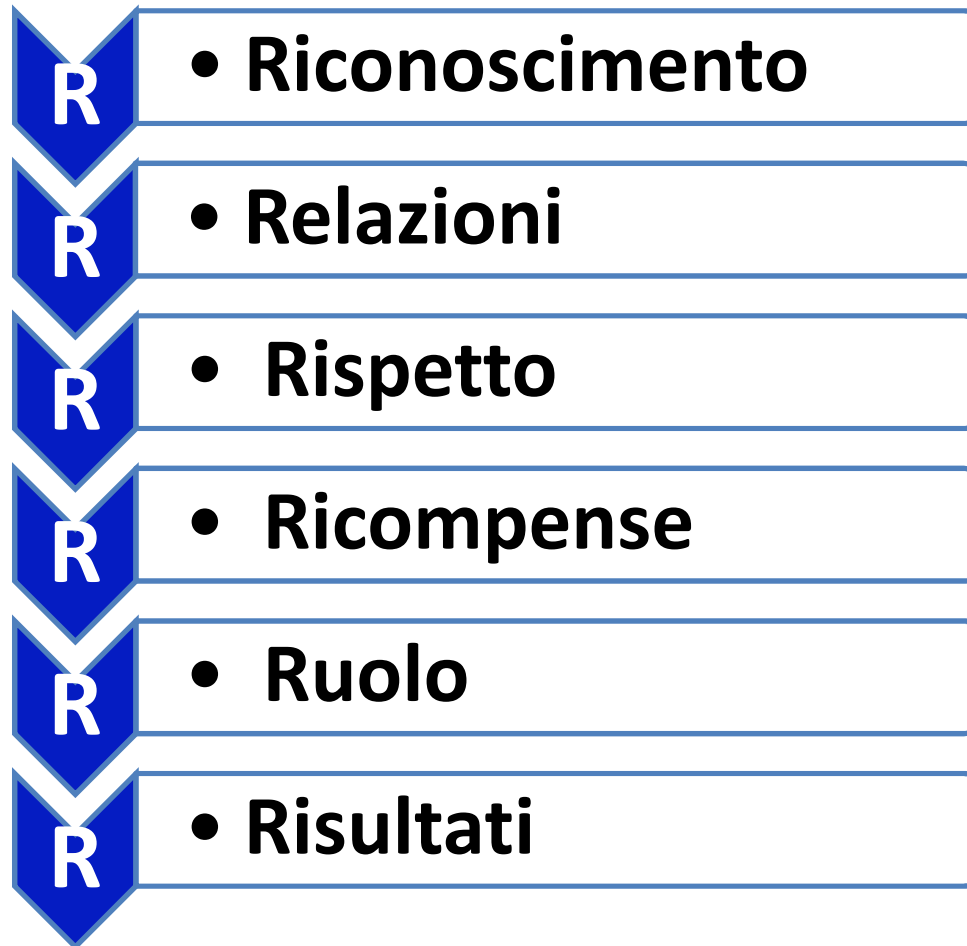 R • Riconoscimento
R • Relazioni
R • Rispetto
R • Ricompense
R • Ruolo
R • Risultati